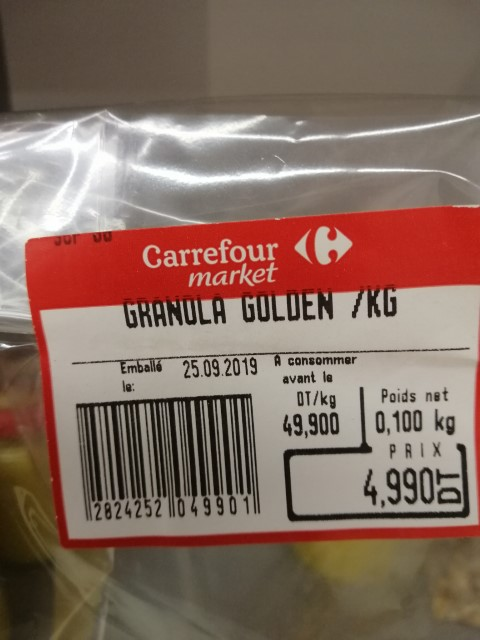 Carrefour
market
GRANOLA GOLDEN /KG
Emballé le: 25.09.2019
A consommer avant le
DT/kg
49,900
Poids net
0,100 kg
PRIX
4,990DT
2824252 049901